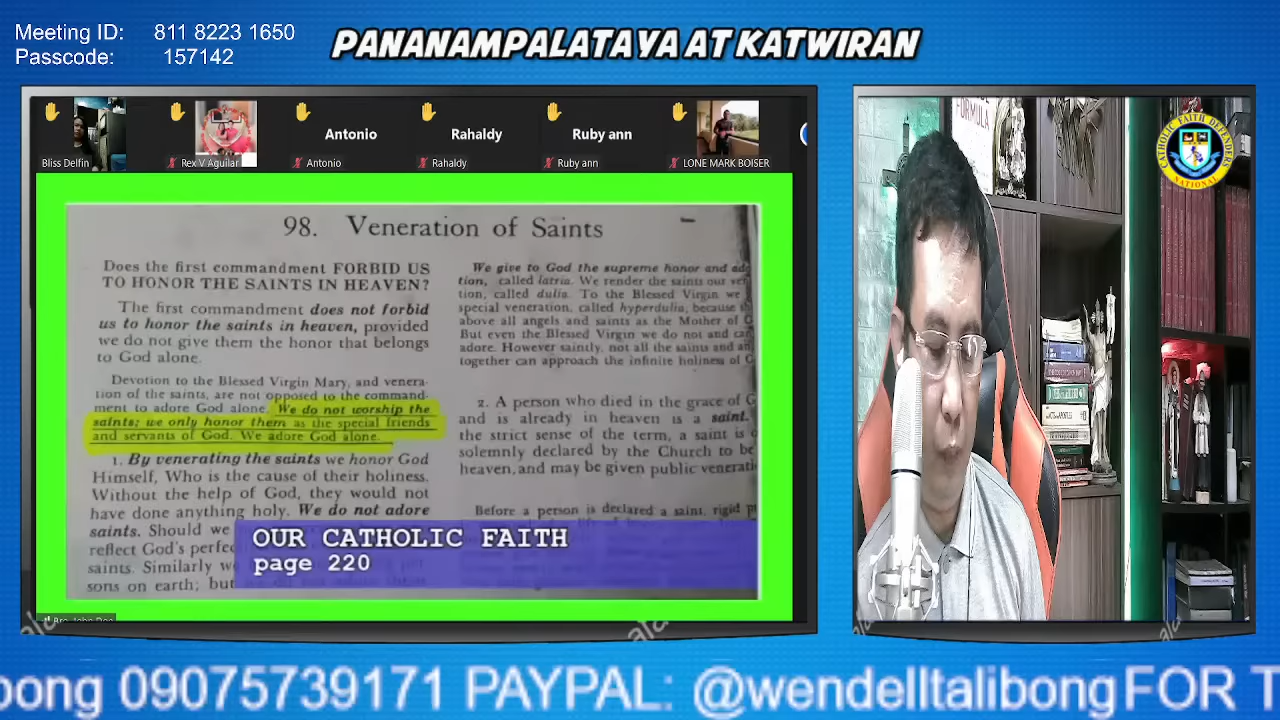 Meeting ID: 811 8223 1650
Passcode: 157142
PANANAMPALATAYA AT KATWIRAN
Antonio
Rahaldy
Ruby ann
Bliss Delfin
Rex V Aguilar
Antonio
Rahaldy
Ruby ann
LONE MARK BOISER
98. Veneration of Saints
Does the first commandment FORBID US
TO HONOR THE SAINTS IN HEAVEN?
The first commandment does not forbid
us to honor the saints in heaven, provided
we do not give them the honor that belongs
to God alone.
Devotion to the Blessed Virgin Mary, and venera-
tion of the saints, are not opposed to the command-
ment to adore God alone. We do not worship the
saints; we only honor them as the special friends
and servants of God. We adore God alone.
1. By venerating the saints we honor God
Himself, Who is the cause of their holiness.
Without the help of God, they would not
have done anything holy. We do not adore
saints. Should we
reflect God's perfec
saints. Similarly w
sons on earth; but
We give to God the supreme honor and ado
tion, called latria. We render the saints our
tion, called dulia. To the Blessed Virgin we
special veneration, called hyperdulia, because
above all angels and saints as the Mother of G
But even the Blessed Virgin we do not and can
adore. However saintly, not all the saints and an
together can approach the infinite holiness of G
2. A person who died in the grace of G
and is already in heaven is a saint.
the strict sense of the term, a saint is
solemnly declared by the Church to be
heaven, and may be given public venerati
Before a person is declared a saint, rigid
OUR CATHOLIC FAITH
page 220
Bro. John Doe
FORMULA
CATHOLIC FAITH DEFENDERS
NATIONAL
bong 09075739171 PAYPAL: @wendelltalibong FOR T